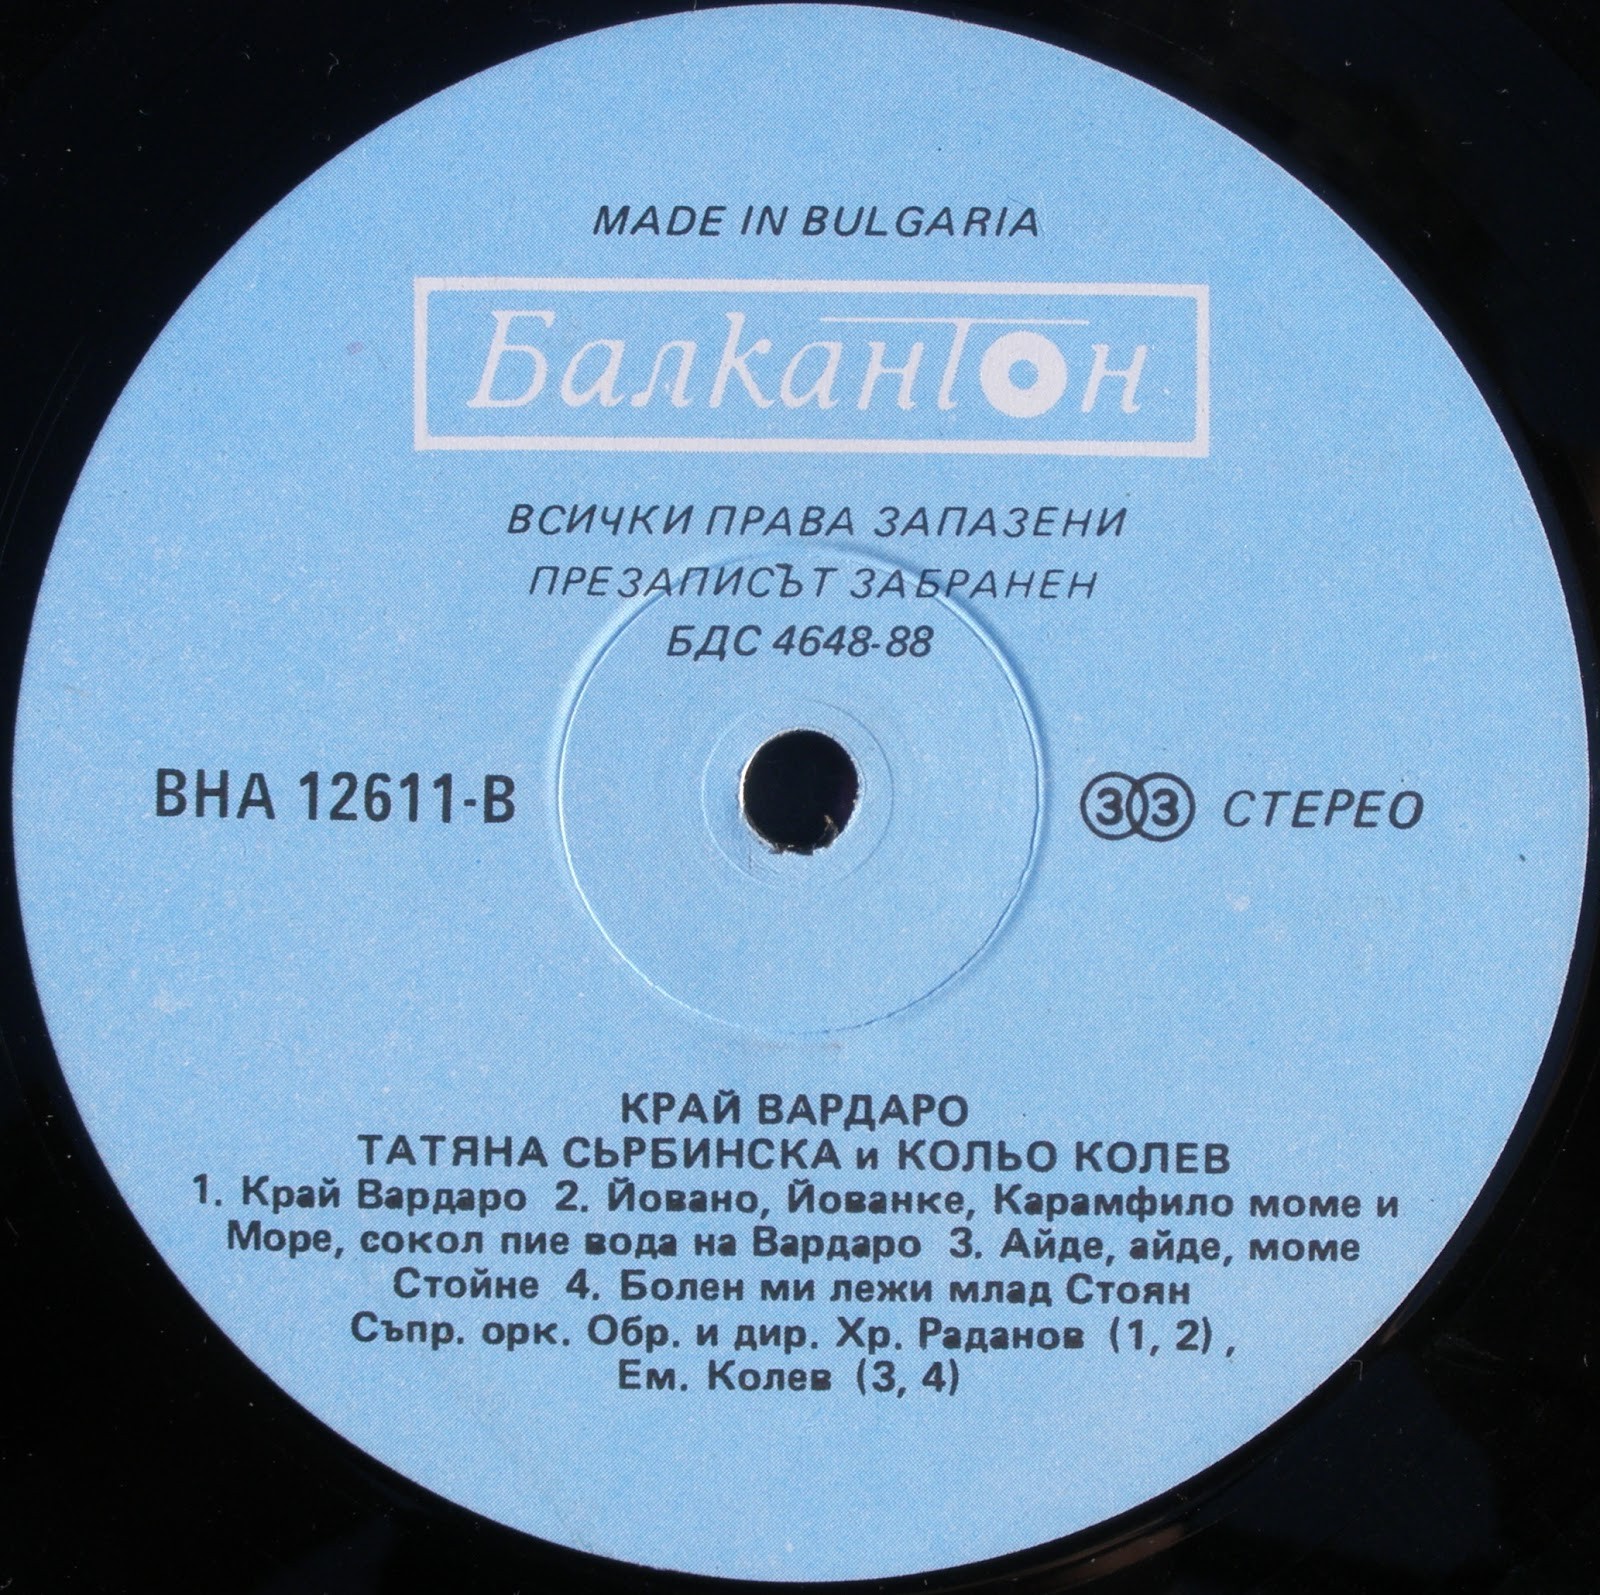 MADE IN BULGARIA
Балкантон
ВСИЧКИ ПРАВА ЗАПАЗЕНИ
ПРЕЗАПИСЪТ ЗАБРАНЕН
БДС 4648-88
ВНА 12611-В
33 СТЕРЕО
КРАЙ ВАРДАРО
ТАТЯНА СЬРБИНСКА и КОЛЬО КОЛЕВ
1. Край Вардаро 2. Йовано, Йованке, Карамфило моме и
Море, сокол пие вода на Вардаро 3. Айде, айде, моме
Стойне 4. Болен ми лежи млад Стоян
Съпр. орк. Обр. и дир. Хр. Раданов (1, 2),
Ем. Колев (3, 4)